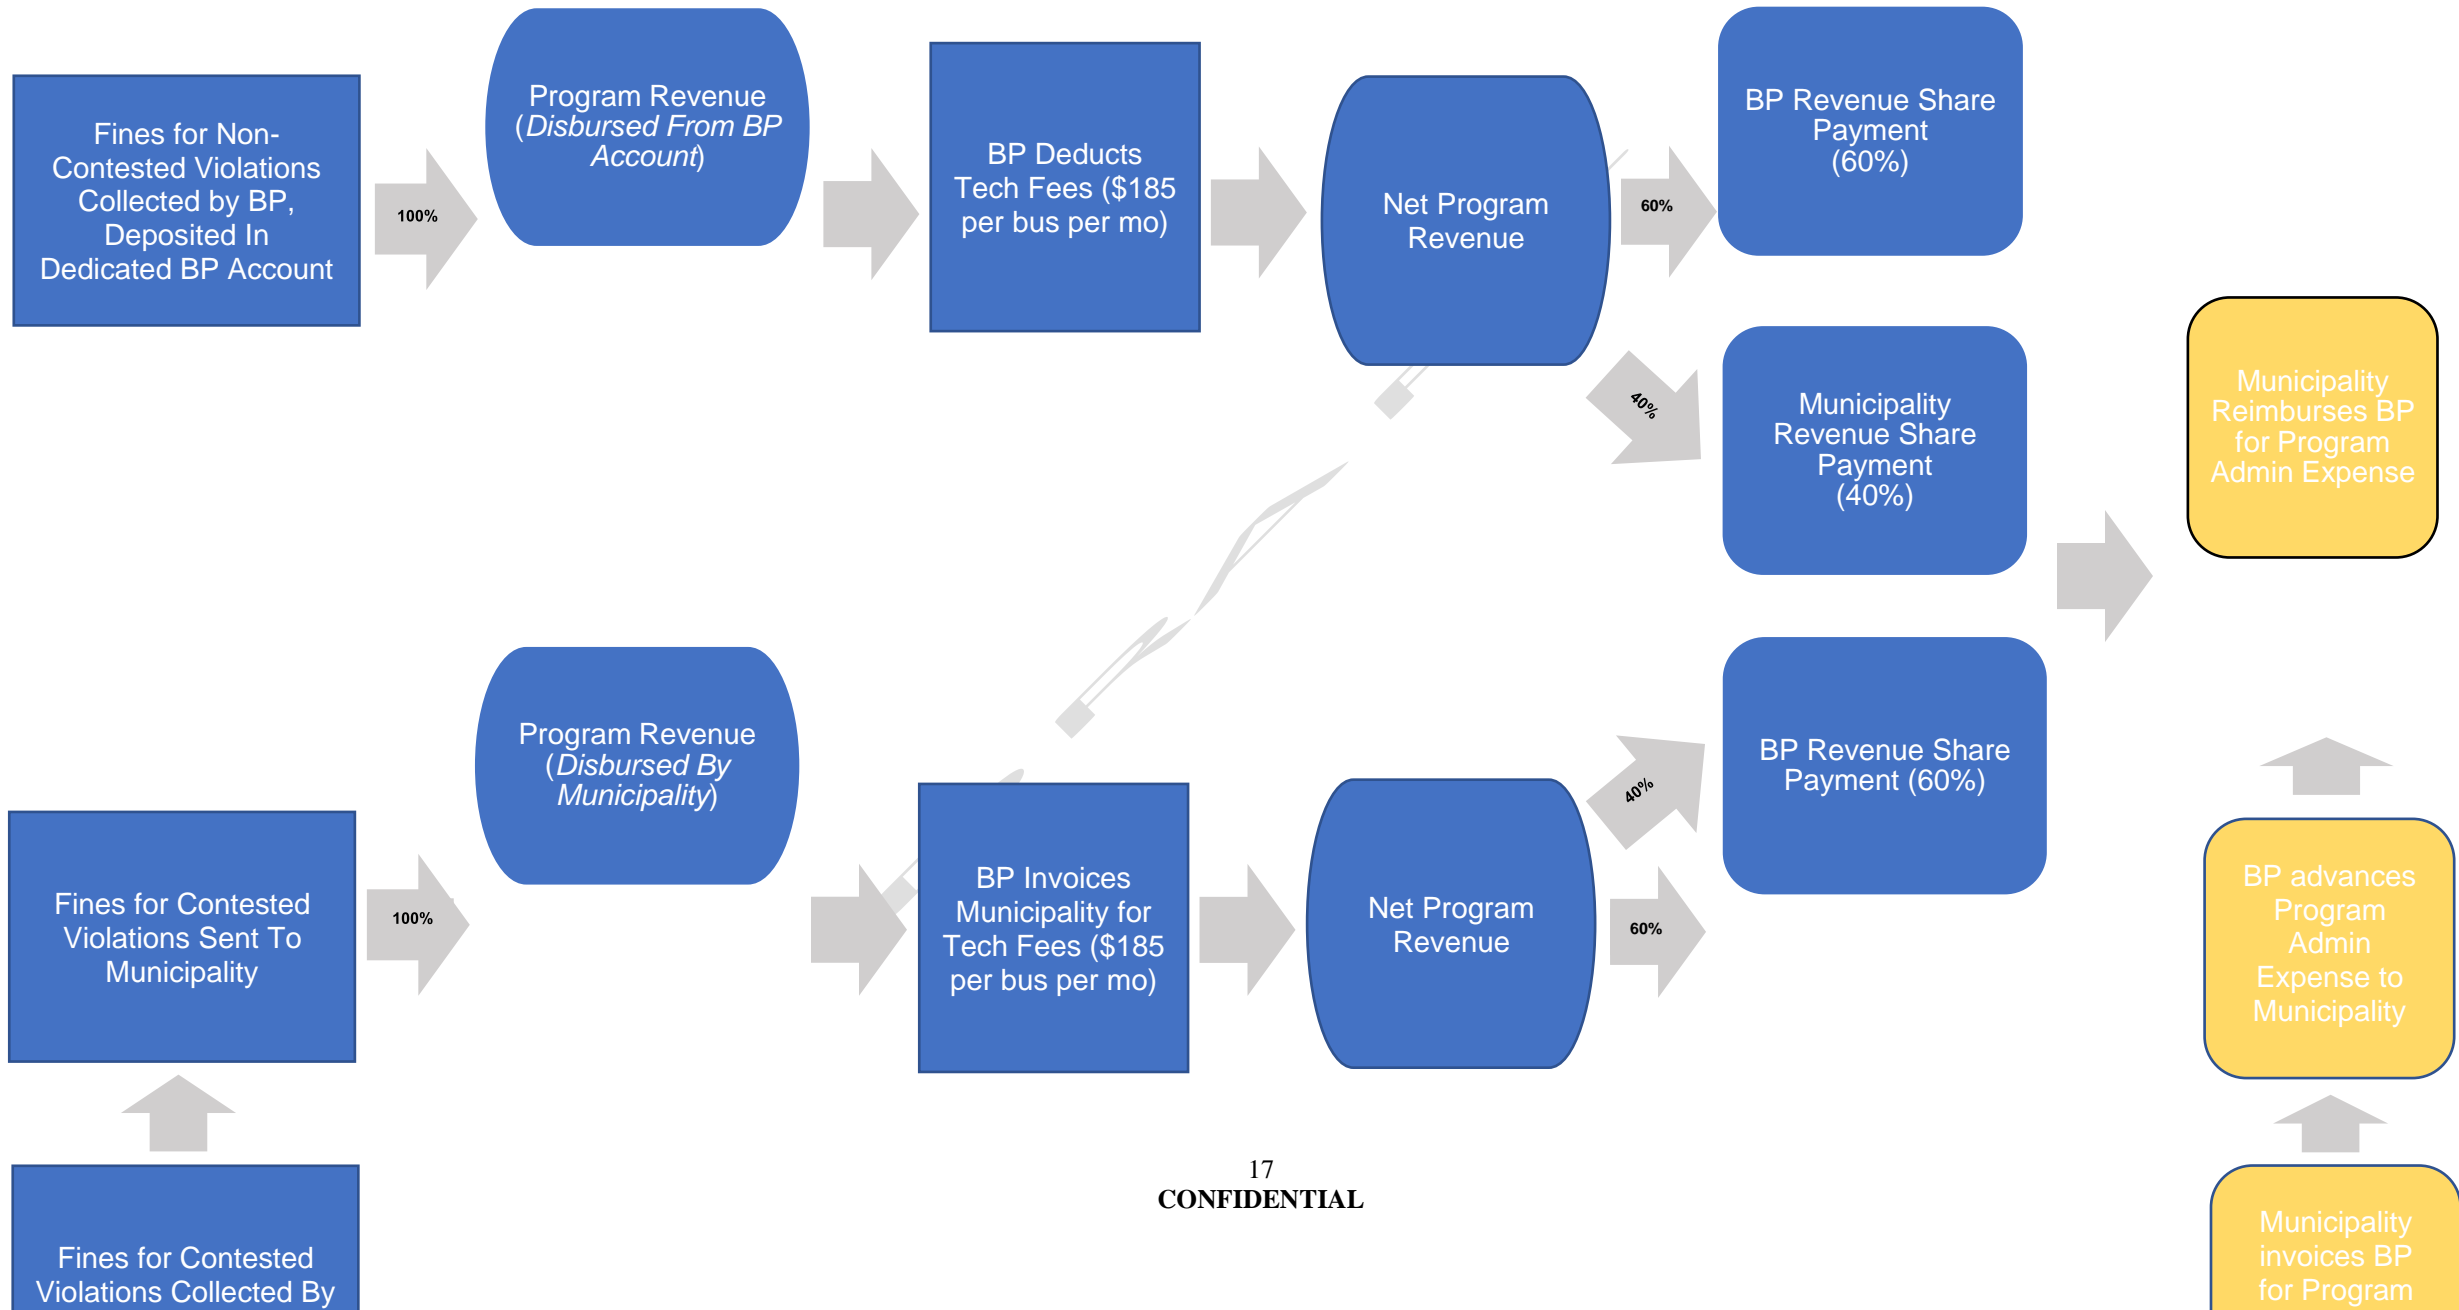 Fines for Non-
Contested Violations
Collected by BP,
Deposited In
Dedicated BP Account
100%
Program Revenue
(Disbursed From BP
Account)
BP Deducts
Tech Fees ($185
per bus per mo)
Net Program
Revenue
60%
BP Revenue Share
Payment
(60%)
40%
Municipality
Revenue Share
Payment
(40%)
Municipality
Reimburses BP
for Program
Admin Expense
Fines for Contested
Violations Sent To
Municipality
100%
Program Revenue
(Disbursed By
Municipality)
BP Invoices
Municipality for
Tech Fees ($185
per bus per mo)
Net Program
Revenue
40%
60%
BP Revenue Share
Payment (60%)
BP advances
Program
Admin
Expense to
Municipality
Fines for Contested
Violations Collected By
Municipality
invoices BP
for Program
17
CONFIDENTIAL